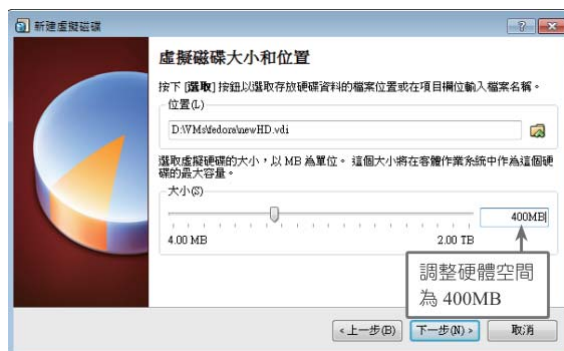 新建虛擬磁碟
虛擬磁碟大小和位置
按下 [選取] 按鈕以選取存放硬碟資料的檔案位置或在項目欄位輸入檔案名稱。
位置(L)
D:\VMs\fedora\newHD.vdi
選取虛擬硬碟的大小，以 MB 為單位。 這個大小將在客體作業系統中作為這個硬
碟的最大容量。
大小(S)
400MB
4.00 MB
2.00 TB
調整硬體空間
為 400MB
<上一步(B)
下一步(N) >
取消